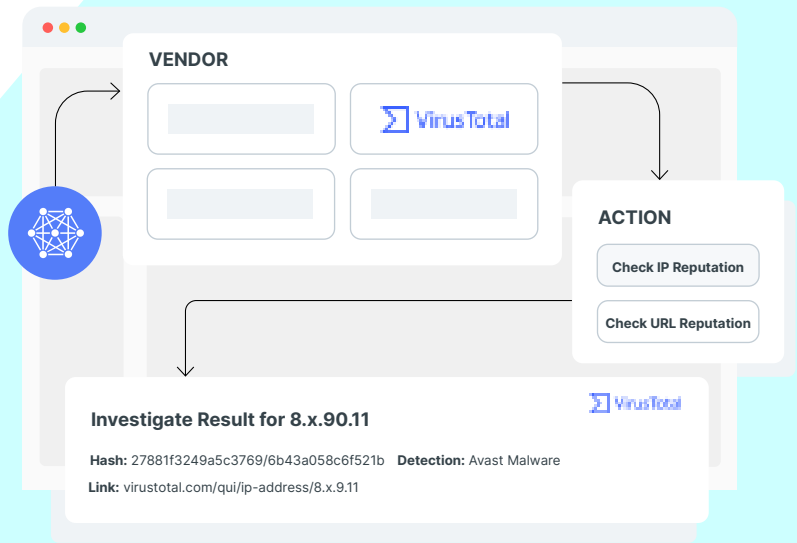 VENDOR
VirusTotal
ACTION
Check IP Reputation
Check URL Reputation
VirusTotal
Investigate Result for 8.x.90.11
Hash: 27881f3249a5c3769/6b43a058c6f521b Detection: Avast Malware
Link: virustotal.com/qui/ip-address/8.x.9.11